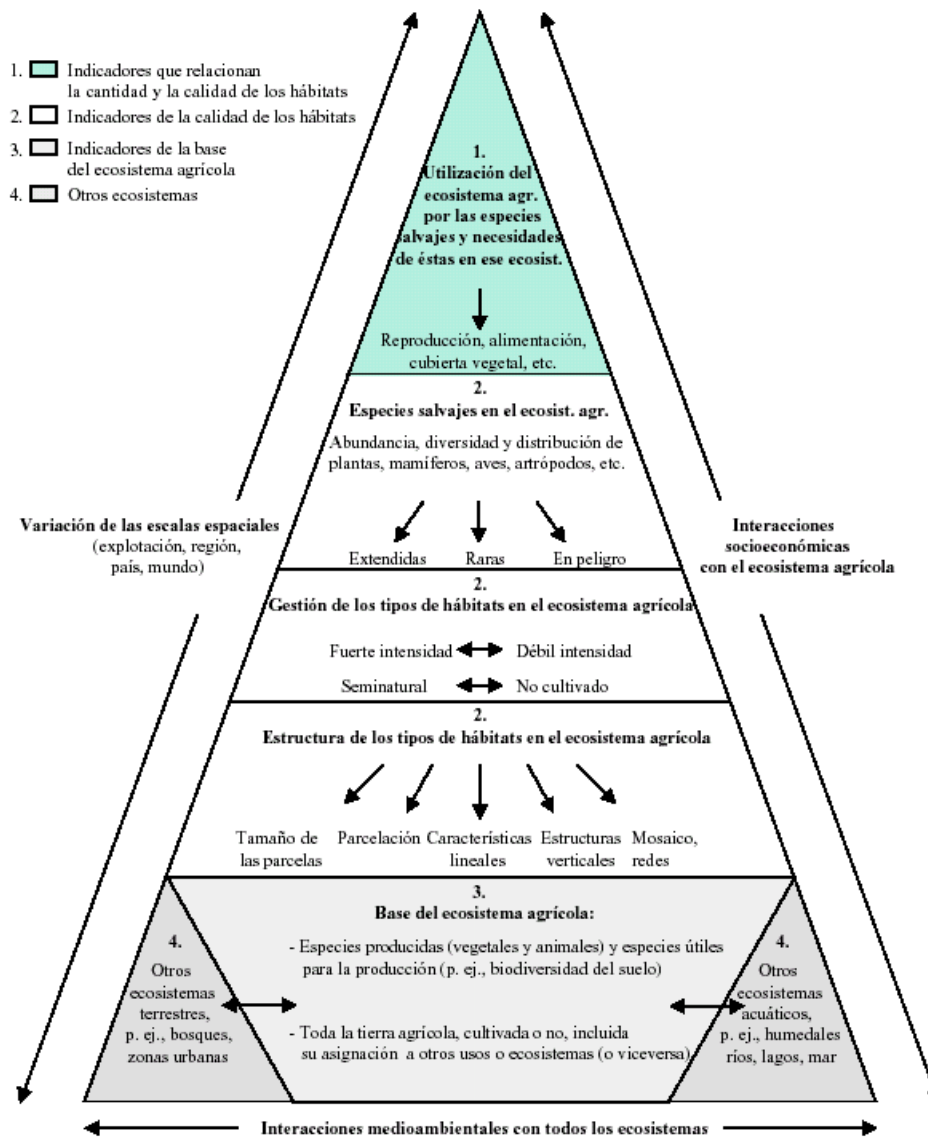 1. Indicadores que relacionan
la cantidad y la calidad de los hábitats
2. Indicadores de la calidad de los hábitats
3. Indicadores de la base
del ecosistema agrícola
4. Otros ecosistemas
1.
Utilización del
ecosistema agr.
por las especies
salvajes y necesidades
de éstas en ese ecosist.
Reproducción, alimentación,
cubierta vegetal, etc.
2.
Especies salvajes en el ecosist. agr.
Abundancia, diversidad y distribución de
plantas, mamíferos, aves, artrópodos, etc.
Extendidas Raras En peligro
Variación de las escalas espaciales
(explotación, región,
país, mundo)
Interacciones
socioeconómicas
con el ecosistema agrícola
2.
Gestión de los tipos de hábitats en el ecosistema agrícola
Fuerte intensidad Débil intensidad
Seminatural No cultivado
2.
Estructura de los tipos de hábitats en el ecosistema agrícola
Tamaño de
las parcelas
Parcelación
Características
lineales
Estructuras
verticales
Mosaico,
redes
3.
Base del ecosistema agrícola:
- Especies producidas (vegetales y animales) y especies útiles
para la producción (p. ej., biodiversidad del suelo)
- Toda la tierra agrícola, cultivada o no, incluida
su asignación a otros usos o ecosistemas (o viceversa)
4.
Otros
ecosistemas
terrestres,
p. ej., bosques,
zonas urbanas
4.
Otros
ecosistemas
acuáticos,
p. ej., humedales
ríos, lagos, mar
Interacciones medioambientales con todos los ecosistemas